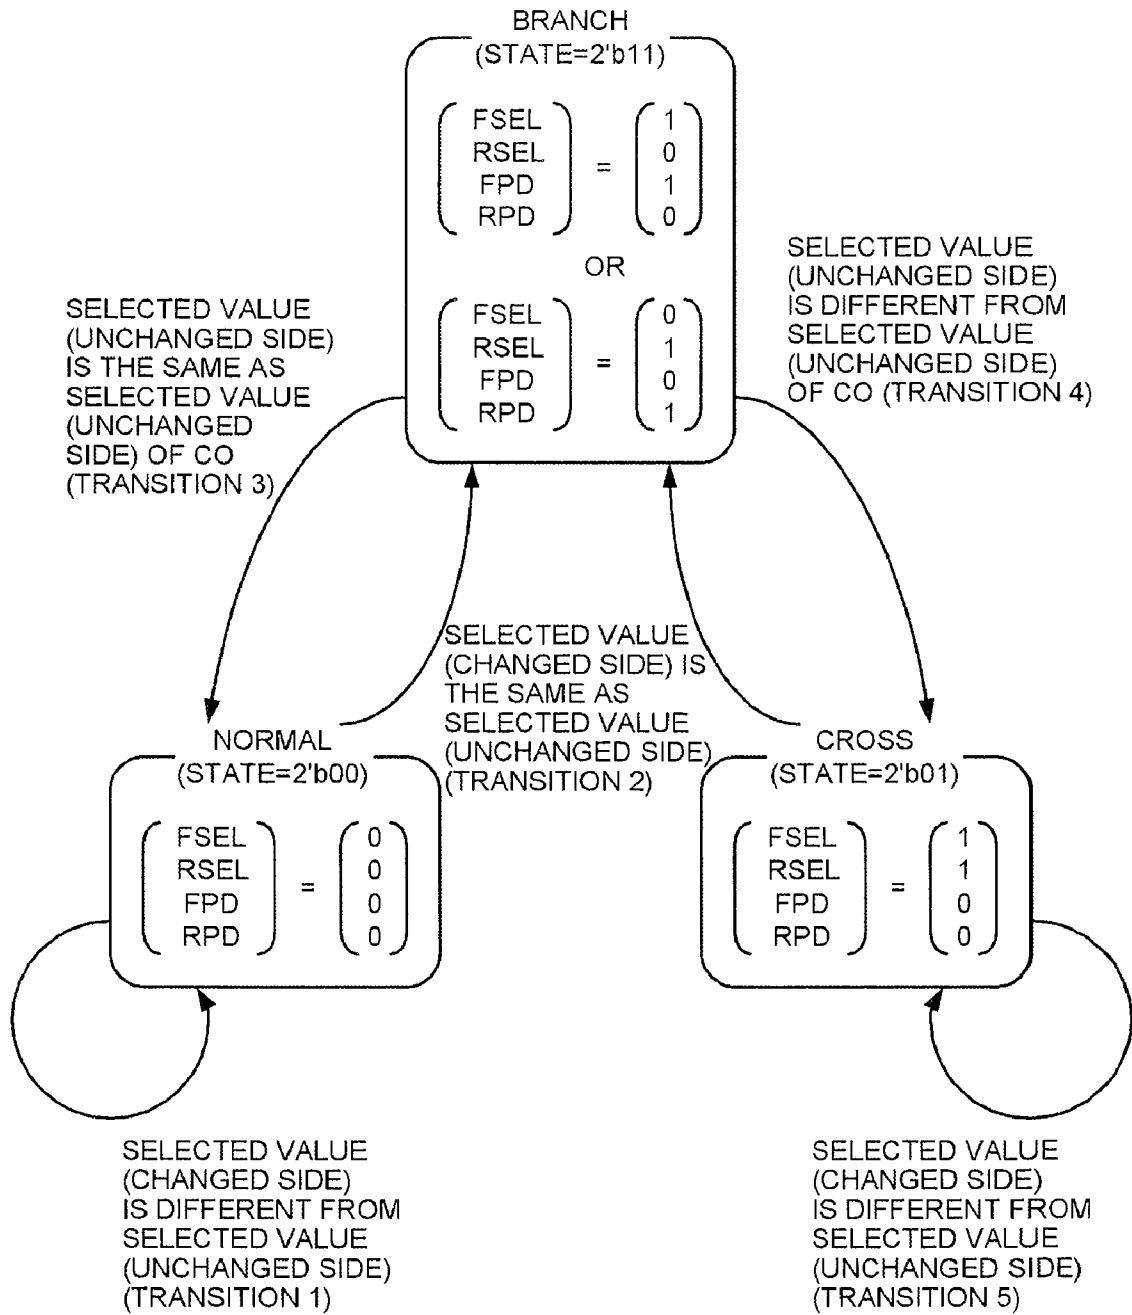 BRANCH
(STATE=2'b11)
FSEL 1
RSEL 0
=
FPD 1
RPD 0
OR
FSEL 0
RSEL 1
=
FPD 0
RPD 1
SELECTED VALUE
(UNCHANGED SIDE)
IS THE SAME AS
SELECTED VALUE
(UNCHANGED
SIDE) OF CO
(TRANSITION 3)
SELECTED VALUE
(UNCHANGED SIDE)
IS DIFFERENT FROM
SELECTED VALUE
(UNCHANGED SIDE)
OF CO (TRANSITION 4)
SELECTED VALUE
(CHANGED SIDE) IS
THE SAME AS
SELECTED VALUE
(UNCHANGED SIDE)
(TRANSITION 2)
NORMAL
(STATE=2'b00)
FSEL 0
RSEL 0
=
FPD 0
RPD 0
CROSS
(STATE=2'b01)
FSEL 1
RSEL 1
=
FPD 0
RPD 0
SELECTED VALUE
(CHANGED SIDE)
IS DIFFERENT FROM
SELECTED VALUE
(UNCHANGED SIDE)
(TRANSITION 1)
SELECTED VALUE
(CHANGED SIDE)
IS DIFFERENT FROM
SELECTED VALUE
(UNCHANGED SIDE)
(TRANSITION 5)